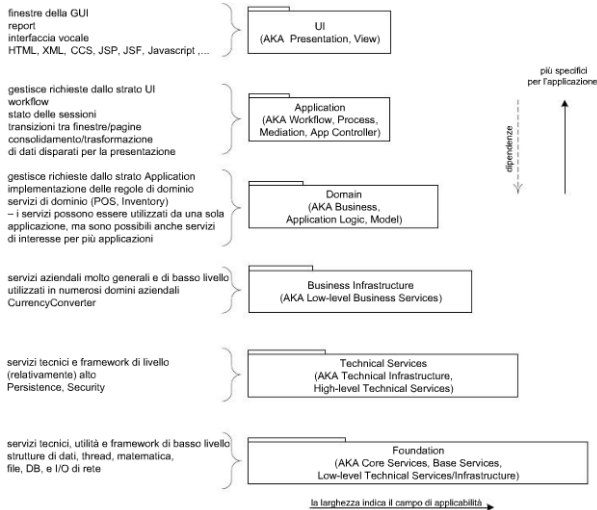 finestre della GUI
report
interfaccia vocale
HTML, XML, CCS, JSP, JSF, Javascript ,...
UI
(AKA Presentation, View)
più specifici
per l'applicazione
dipendenze
gestisce richieste dallo strato UI
workflow
stato delle sessioni
transizioni tra finestre/pagine
consolidamento/trasformazione
di dati disparati per la presentazione
Application
(AKA Workflow, Process,
Mediation, App Controller)
gestisce richieste dallo strato Application
implementazione delle regole di dominio
servizi di dominio (POS, Inventory)
– i servizi possono essere utilizzati da una sola
applicazione, ma sono possibili anche servizi
di interesse per più applicazioni
Domain
(AKA Business,
Application Logic, Model)
servizi aziendali molto generali e di basso livello
utilizzati in numerosi domini aziendali
CurrencyConverter
Business Infrastructure
(AKA Low-level Business Services)
servizi tecnici e framework di livello
(relativamente) alto
Persistence, Security
Technical Services
(AKA Technical Infrastructure,
High-level Technical Services)
servizi tecnici, utilità e framework di basso livello
strutture di dati, thread, matematica,
file, DB, e I/O di rete
Foundation
(AKA Core Services, Base Services,
Low-level Technical Services/Infrastructure)
la larghezza indica il campo di applicabilità